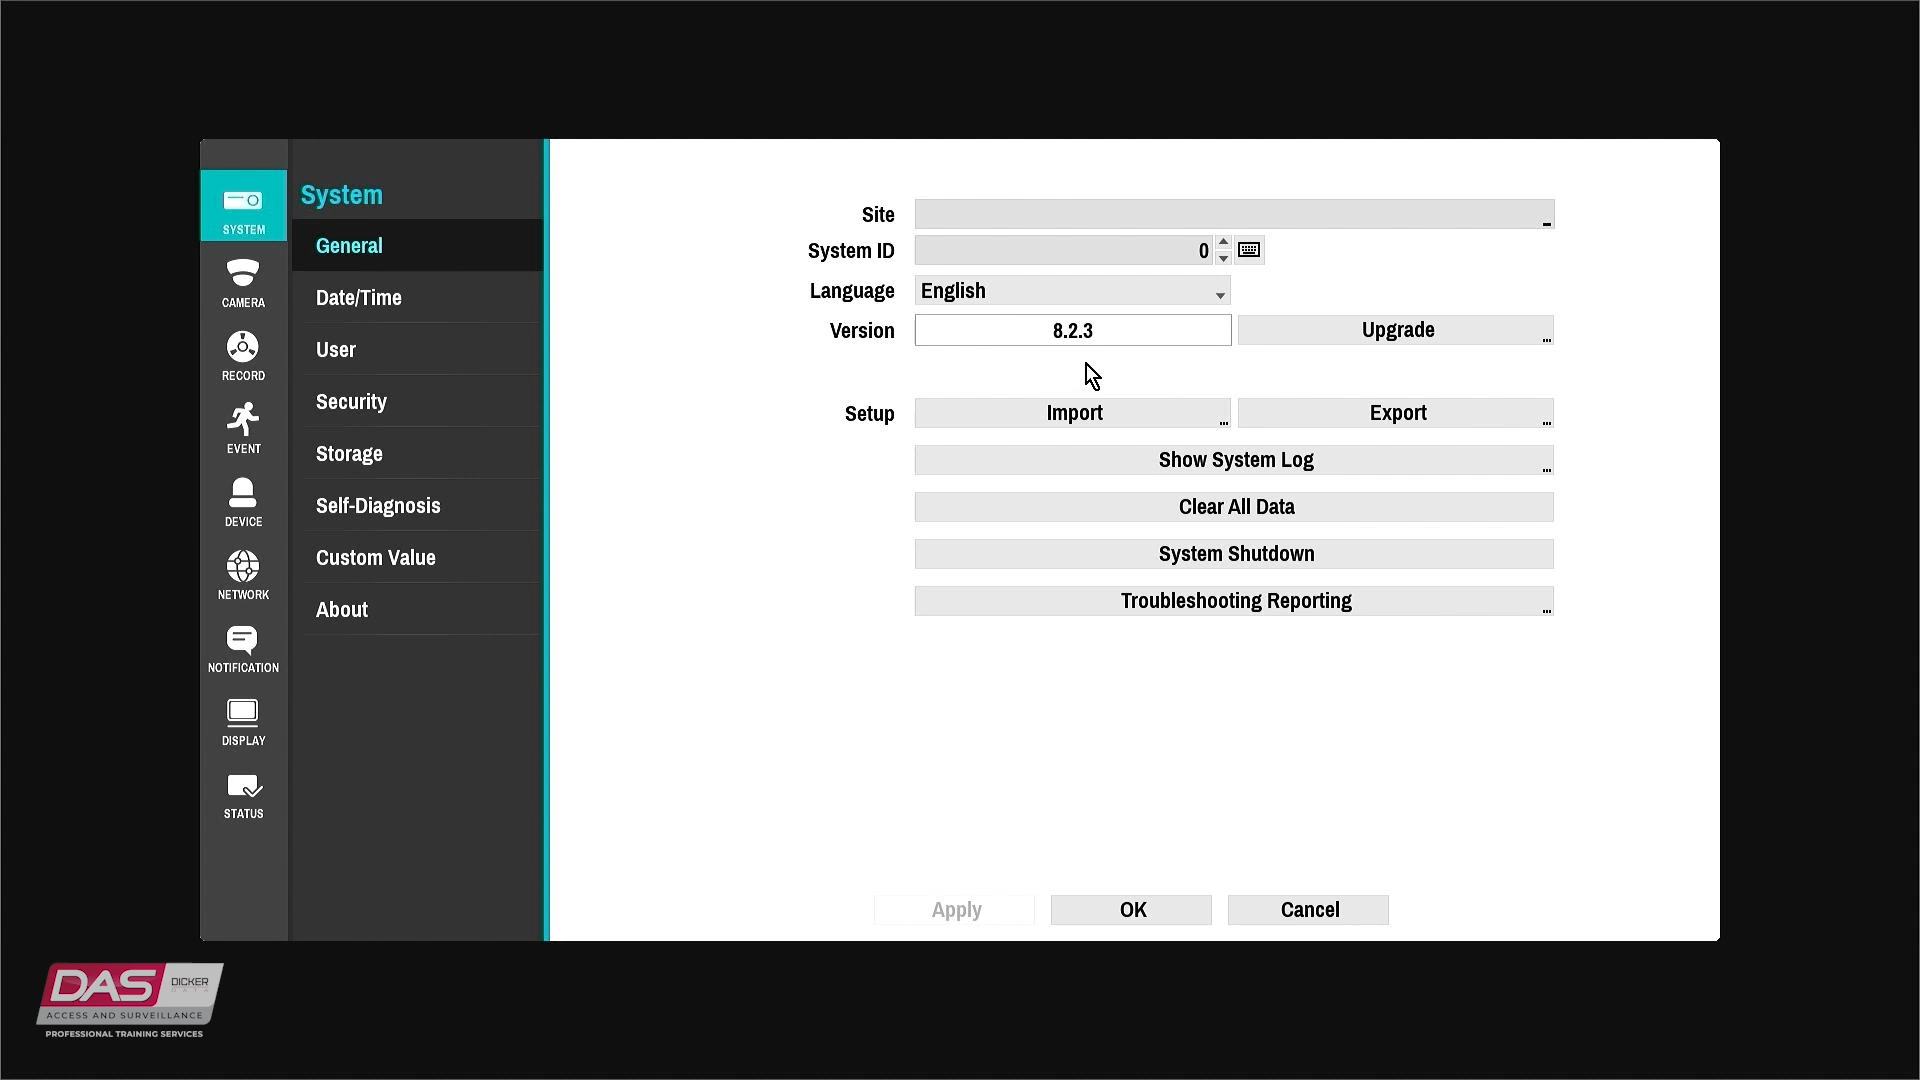 SYSTEM
CAMERA
RECORD
EVENT
DEVICE
NETWORK
NOTIFICATION
DISPLAY
STATUS
System
General
Date/Time
User
Security
Storage
Self-Diagnosis
Custom Value
About
Site
System ID 0
Language English
Version 8.2.3 Upgrade ...
Setup Import ... Export ...
Show System Log ...
Clear All Data
System Shutdown
Troubleshooting Reporting ...
Apply OK Cancel
DAS DICKER
DATA
ACCESS AND SURVEILLANCE
PROFESSIONAL TRAINING SERVICES